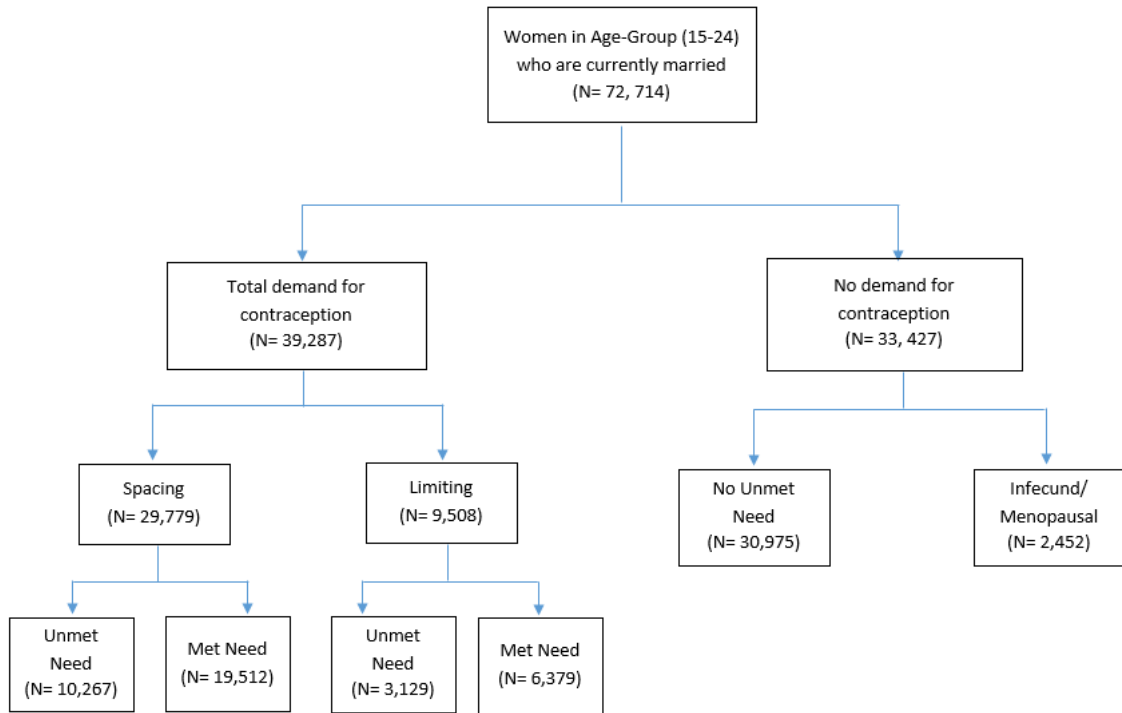 Women in Age-Group (15-24)
who are currently married
(N= 72, 714)
Total demand for
contraception
(N= 39,287)
No demand for
contraception
(N= 33, 427)
Spacing
(N= 29,779)
Limiting
(N= 9,508)
No Unmet
Need
(N= 30,975)
Infecund/
Menopausal
(N= 2,452)
Unmet
Need
(N= 10,267)
Met Need
(N= 19,512)
Unmet
Need
(N= 3,129)
Met Need
(N= 6,379)